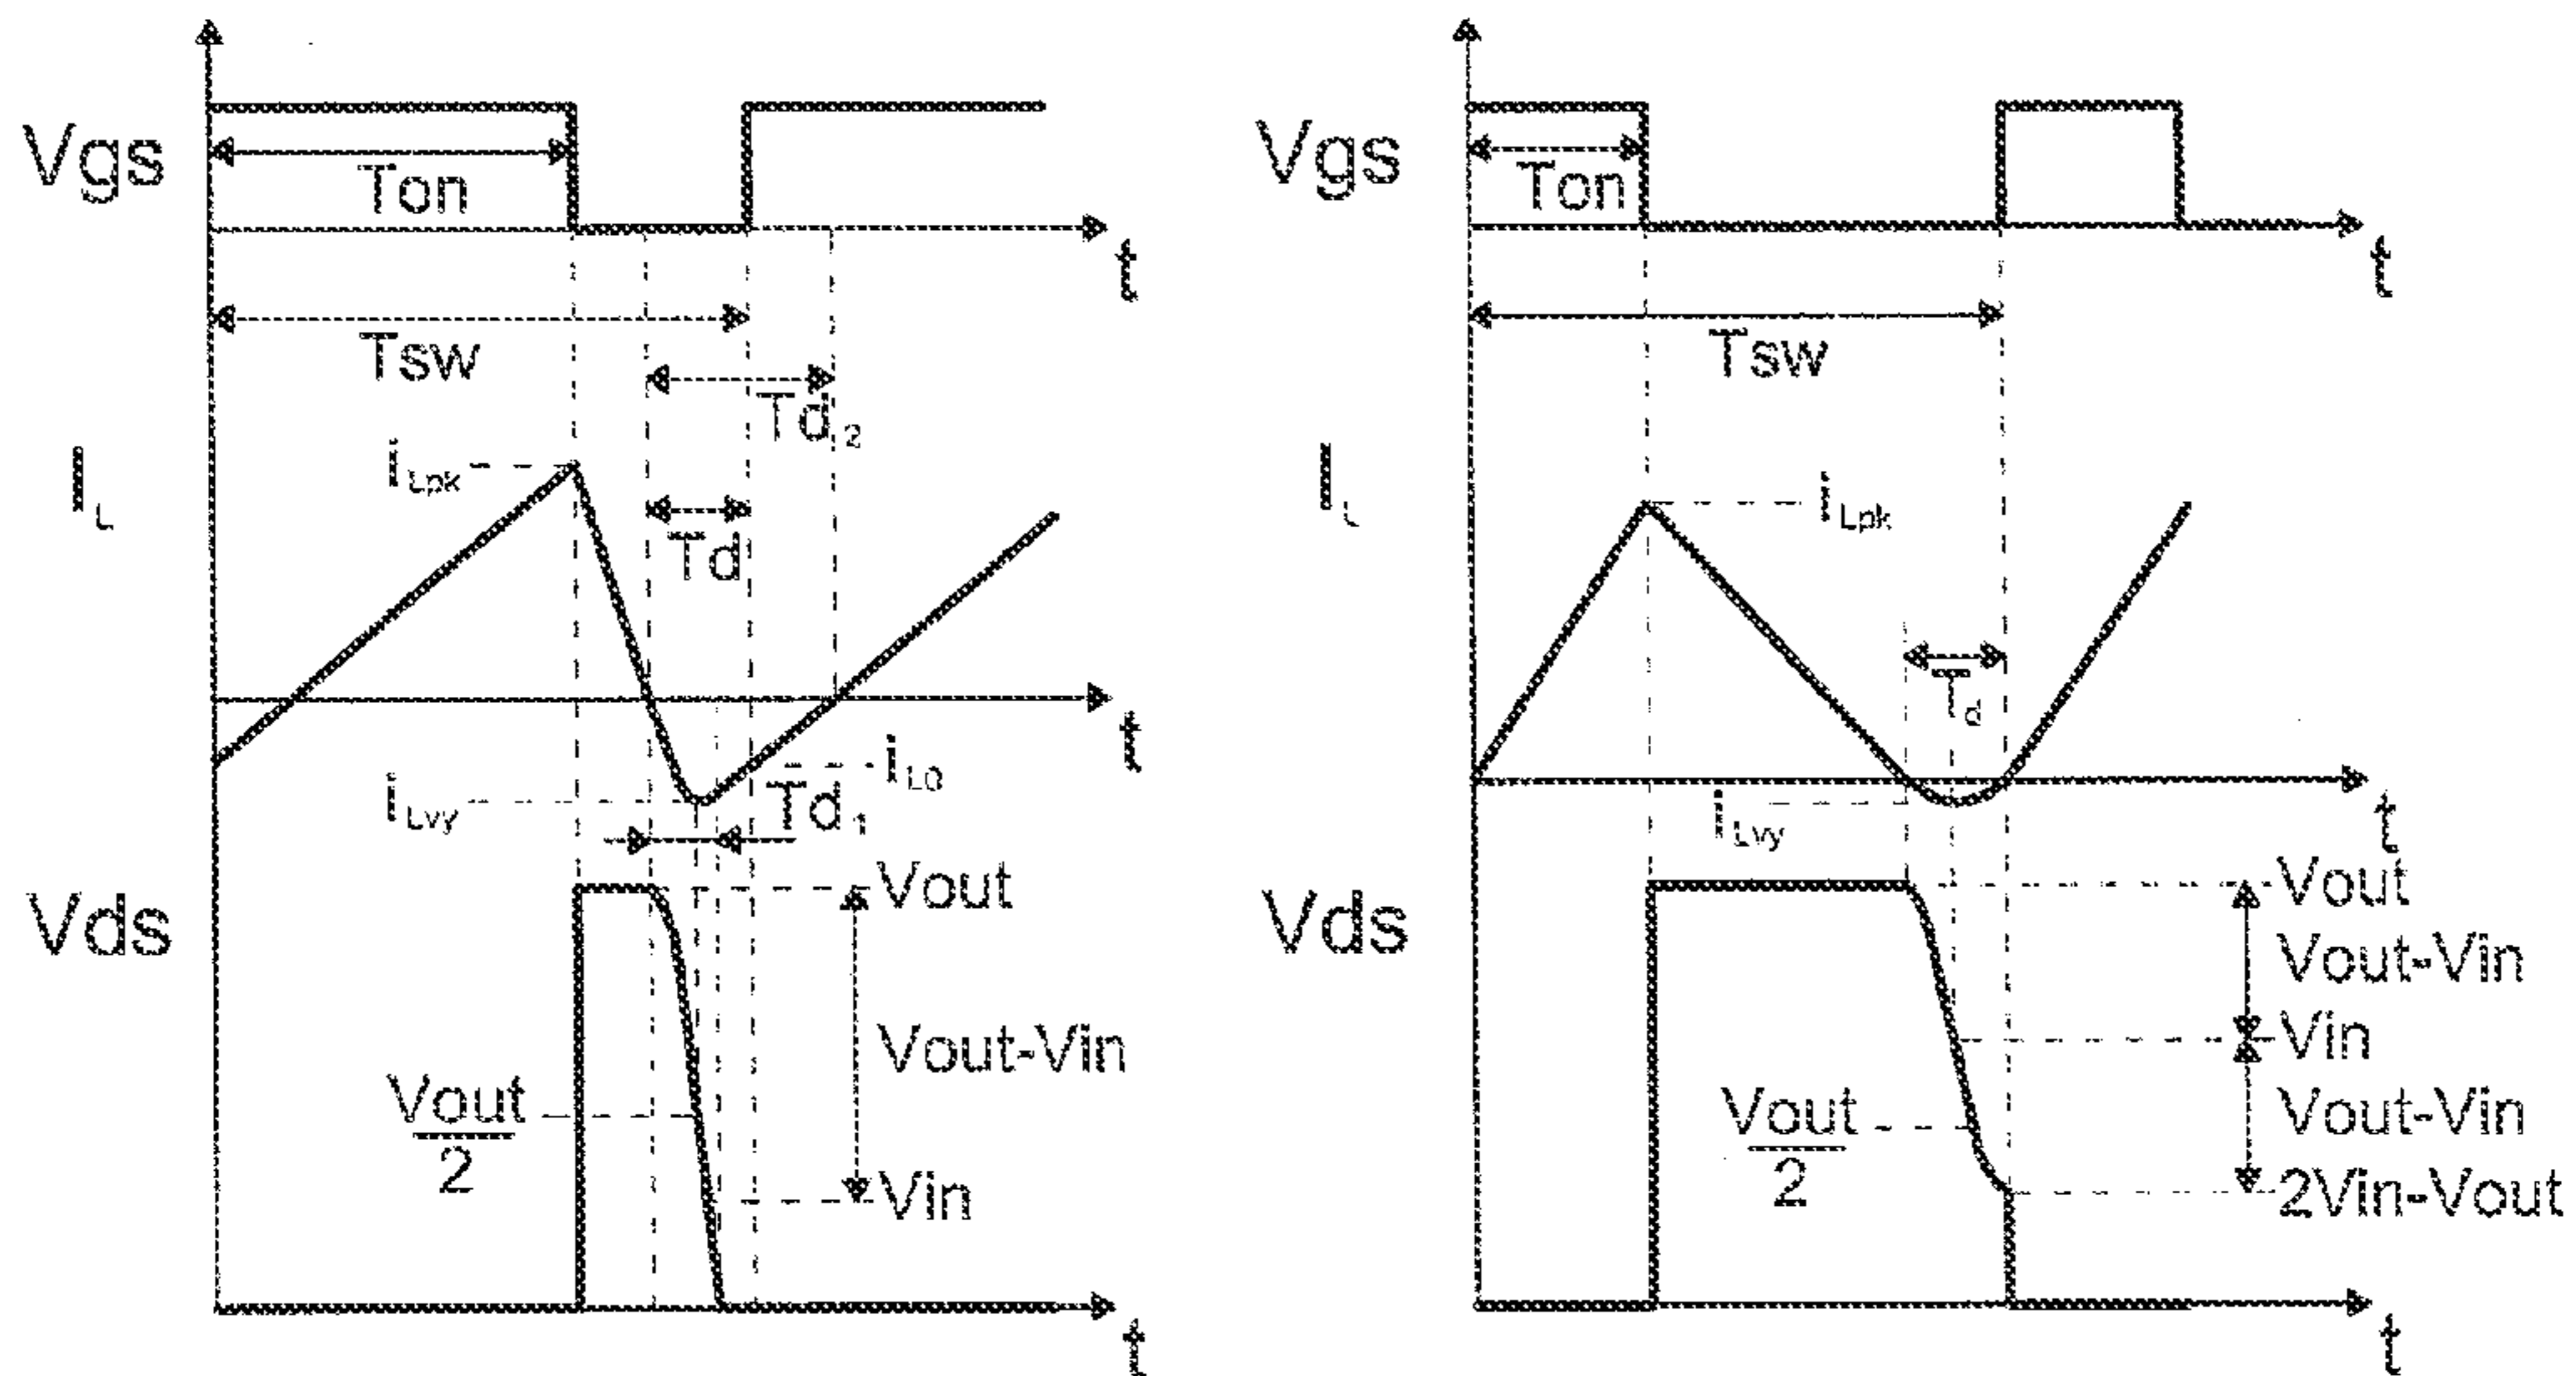 Vgs
Ton
t
Tsw
Td2
iLpk
IL
Td
t
iL0
iLvy
Td1
Vout
Vds
Vout-Vin
Vout
2
Vin
t
Vgs
Ton
t
Tsw
IL
iLpk
Td
t
iLvy
Vout
Vds
Vout-Vin
Vin
Vout
2
Vout-Vin
2Vin-Vout
t